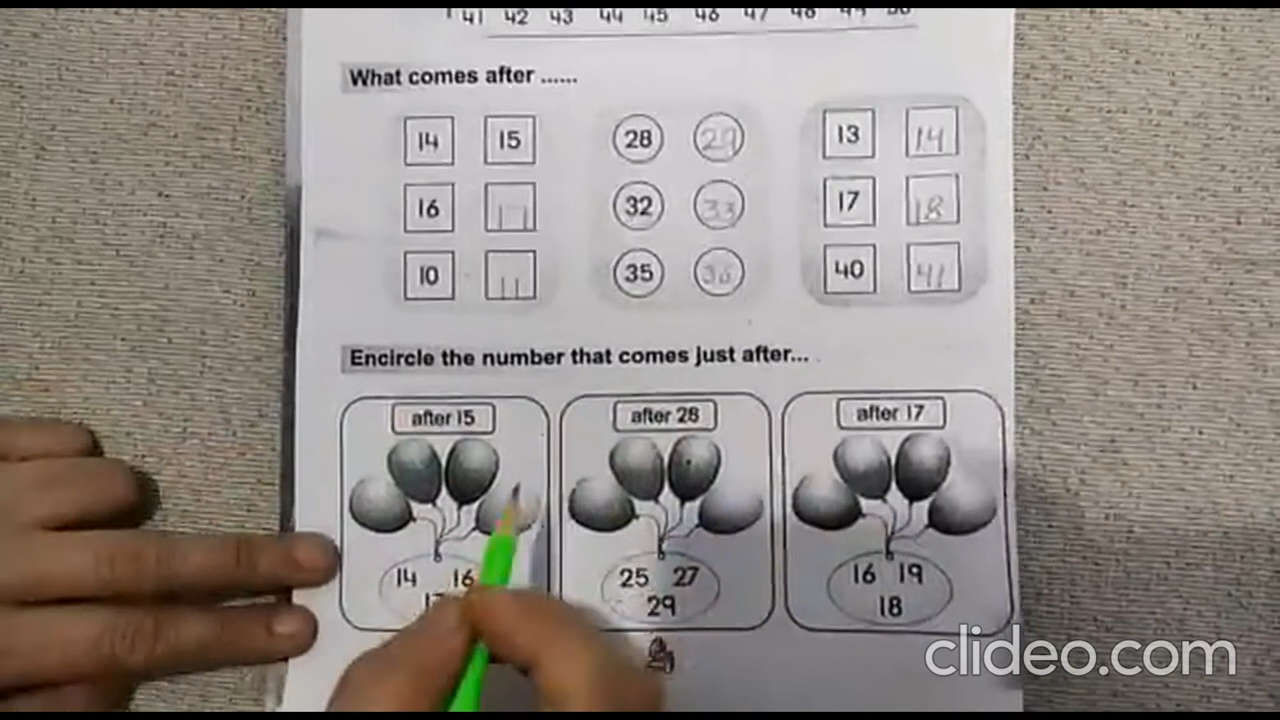 41 42 43 44 45 46 47 48 49 50
What comes after ......
14 15 28 29 13 14
16 17 32 33 17 18
10 11 35 36 40 41
Encircle the number that comes just after...
after 15 after 28 after 17
14 16 25 27 16 19
29 18
clideo.com